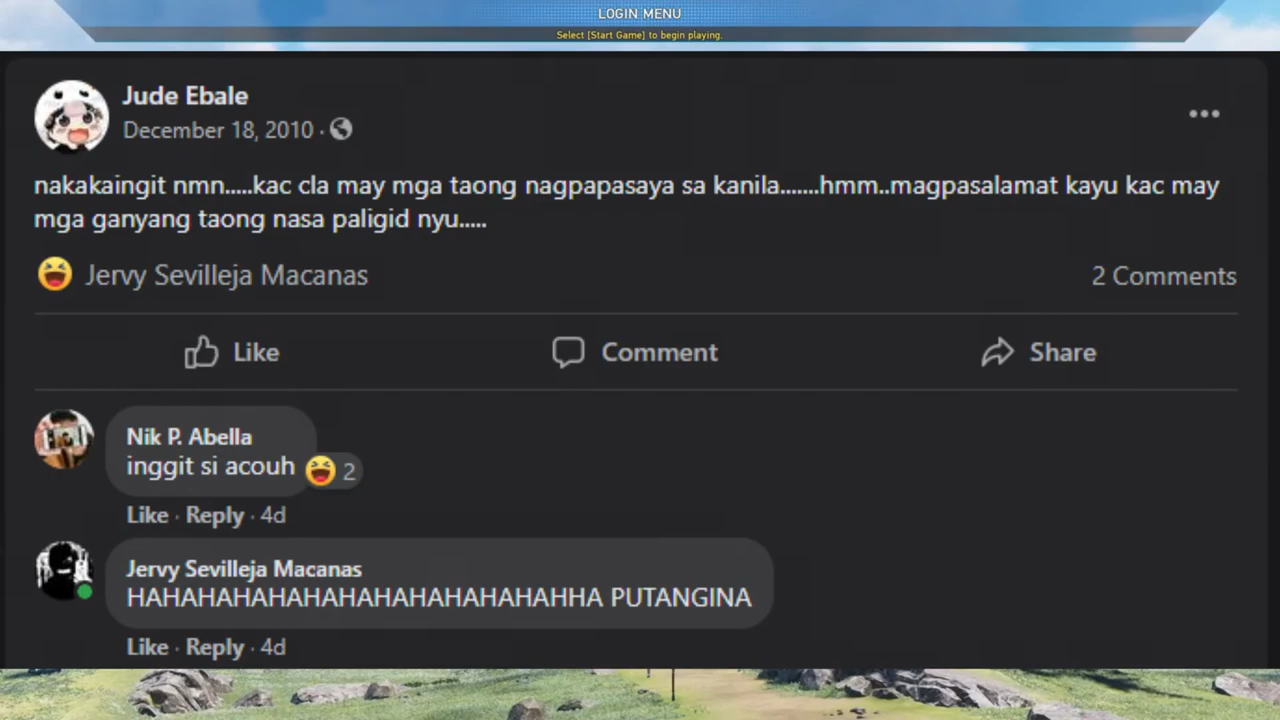 LOGIN MENU
Select [Start Game] to begin playing.
Jude Ebale
December 18, 2010 ·
nakakaingit nmn.....kac cla may mga taong nagpapasaya sa kanila.......hmm..magpasalamat kayu kac may
mga ganyang taong nasa paligid nyu.....
Jervy Sevilleja Macanas 2 Comments
Like Comment Share
Nik P. Abella
inggit si acouh 2
Like · Reply · 4d
Jervy Sevilleja Macanas
HAHAHAHAHAHAHAHAHAHAHAHAHHA PUTANGINA
Like · Reply · 4d